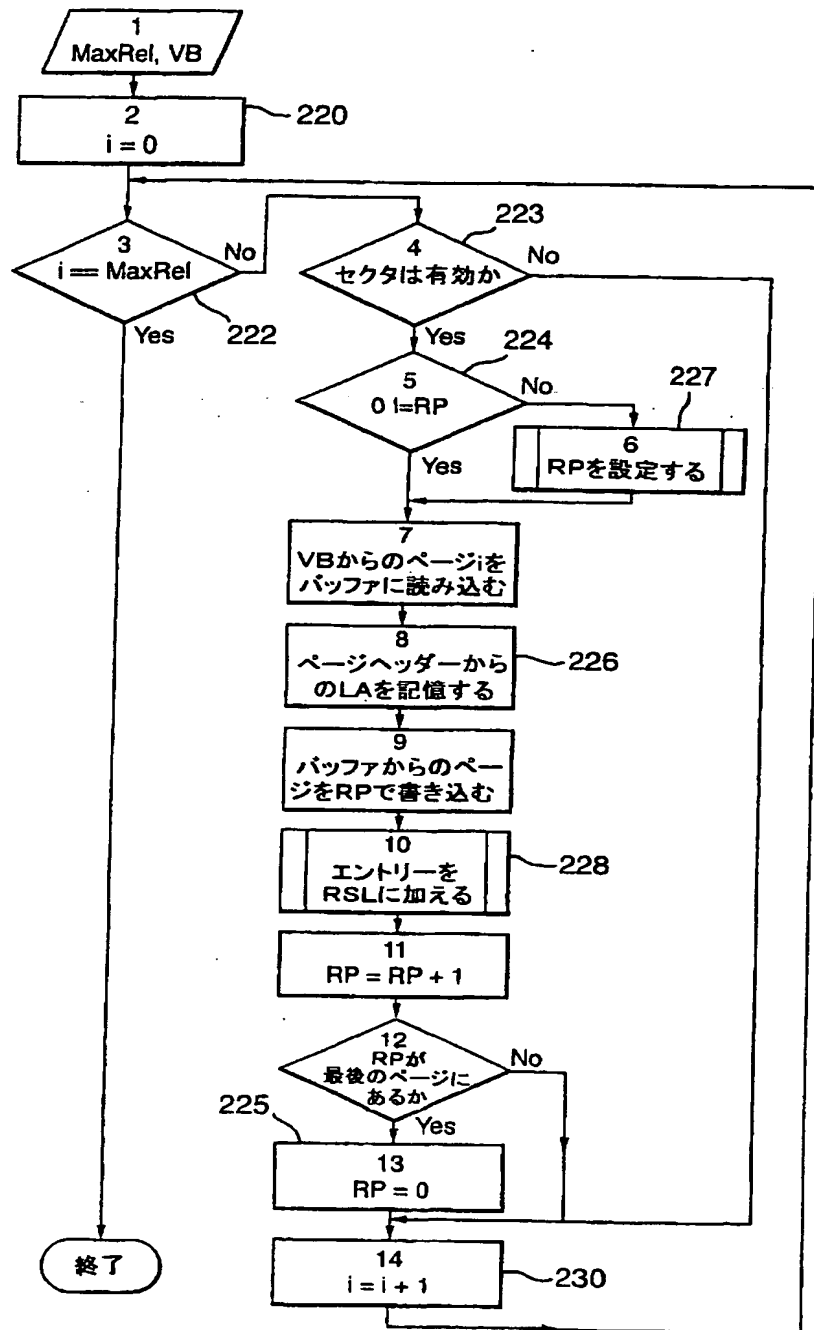 1
MaxRel, VB
2
i = 0
220
3
i == MaxRel
No
Yes
222
4
セクタは有効か
223
No
Yes
5
0 !=RP
224
No
Yes
6
RPを設定する
227
7
VBからのページiを
バッファに読み込む
8
ページヘッダーから
のLAを記憶する
226
9
バッファからのペー
ジをRPで書き込む
10
エントリーを
RSLに加える
228
11
RP = RP + 1
12
RPが
最後のページに
あるか
No
Yes
225
13
RP = 0
14
i = i + 1
230
終了